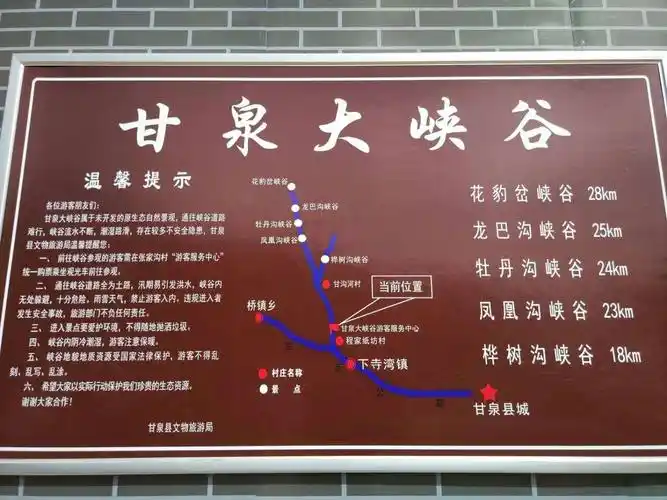 甘泉大峡谷
温馨提示
各位游客朋友们：
甘泉大峡谷属于未开发的原生态自然景观，通往峡谷道路
难行，峡谷流水不断，潮湿路滑，存在较多不安全隐患，甘泉
县文物旅游局温馨提醒您：
一、前往峡谷参观的游客需在张家沟村“游客服务中心”
统一购票乘坐观光车前往参观。
二、通往峡谷道路全为土路，汛期易引发洪水，峡谷内
无处躲避，十分危险，雨雪天气，禁止游客入内，违规进入者
发生安全事故，旅游部门不负任何责任。
三、进入景点要爱护环境，不得随地抛洒垃圾。
四、峡谷内阴冷潮湿，游客注意保暖。
五、峡谷地貌地质资源受国家法律保护，游客不得乱
刻、乱写、乱涂。
六、希望大家以实际行动保护我们珍贵的生态资源。
谢谢大家合作！
甘泉县文物旅游局
花豹岔峡谷
龙巴沟峡谷
牡丹沟峡谷
凤凰沟峡谷
桦树沟峡谷
甘沟河村
当前位置
桥镇乡
甘泉大峡谷游客服务中心
程家纸坊村
下寺湾镇
村庄名称
景 点
甘泉县城
花豹岔峡谷 28km
龙巴沟峡谷 25km
牡丹沟峡谷 24km
凤凰沟峡谷 23km
桦树沟峡谷 18km